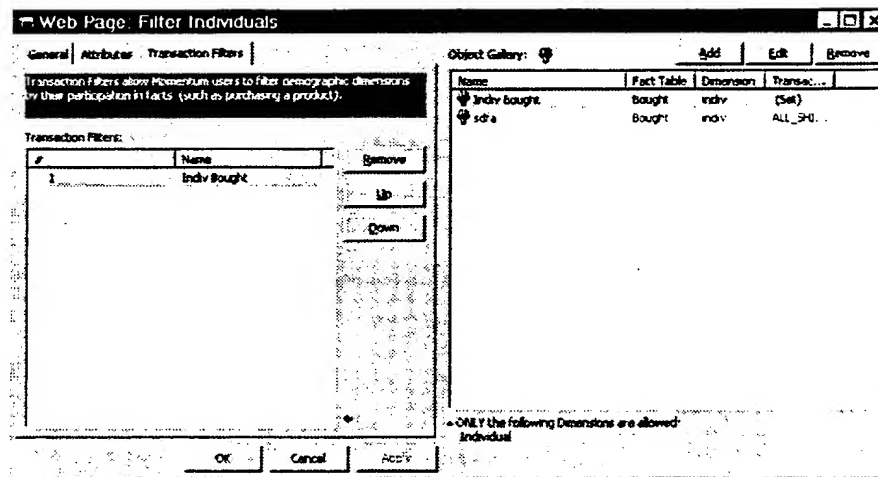 Web Page: Filter Individuals
General Attributes Transaction Filters
Transaction Filters allow Momentum users to filter demographic dimensions
by their participation in facts (such as purchasing a product).
Transaction Filters:
# Name
1 Indiv Bought
Remove
Up
Down
OK Cancel Apply
Object Gallery: Add Edit Remove
Name Fact Table Dimension Transac...
Indiv Bought Bought indiv {Set}
sdfa Bought indiv
ONLY the following Dimensions are allowed:
Individual